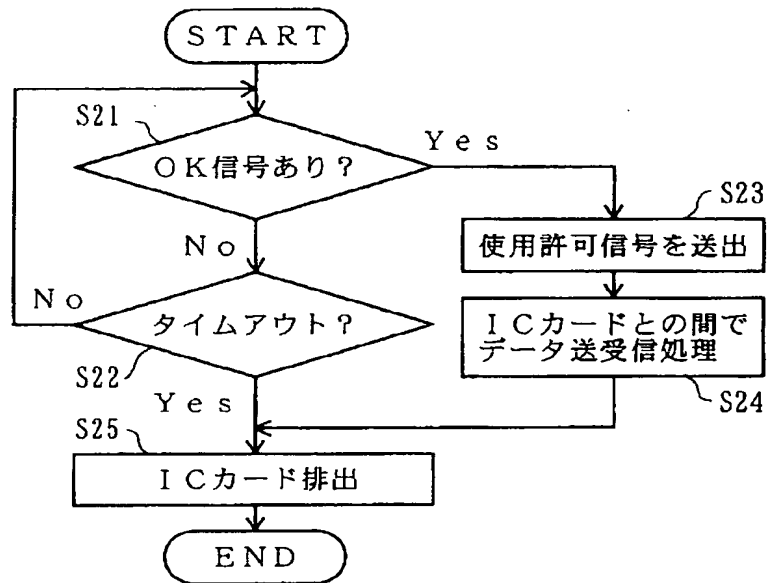 START
S21
OK信号あり?
Yes
S23
使用許可信号を送出
No
No
タイムアウト?
S22
ICカードとの間で
データ送受信処理
S24
Yes
S25
ICカード排出
END